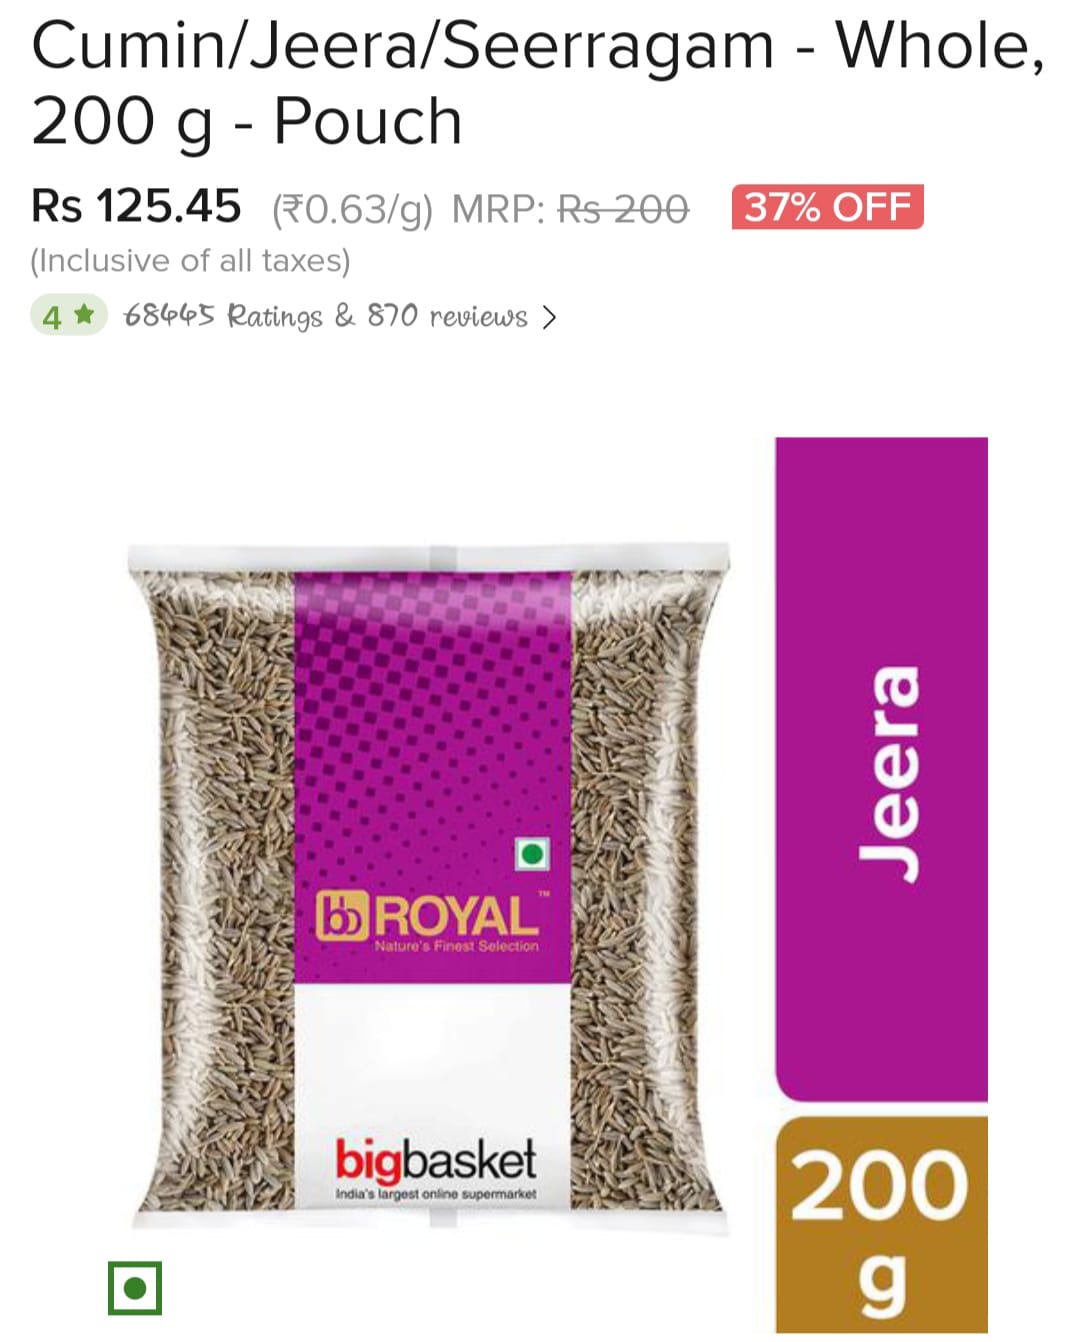 Cumin/Jeera/Seerragam - Whole,
200 g - Pouch
Rs 125.45 (₹0.63/g) MRP: Rs 200 37% OFF
(Inclusive of all taxes)
4 ★ 68445 Ratings & 870 reviews >
Jeera
bb ROYAL™
Nature's Finest Selection
bigbasket
India's largest online supermarket
200
g